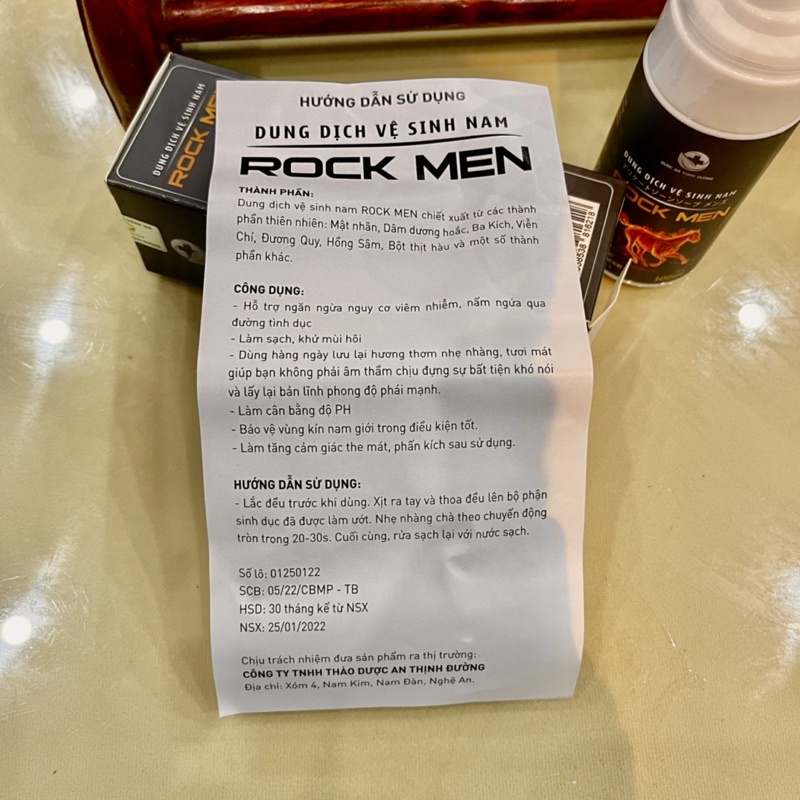 HƯỚNG DẪN SỬ DỤNG
DUNG DỊCH VỆ SINH NAM
ROCK MEN
THÀNH PHẦN:
Dung dịch vệ sinh nam ROCK MEN chiết xuất từ các thành
phần thiên nhiên: Mật nhãn, Dâm dương hoắc, Ba Kích, Viễn
Chí, Đương Quy, Hồng Sâm, Bột thịt hàu và một số thành
phần khác.
CÔNG DỤNG:
- Hỗ trợ ngăn ngừa nguy cơ viêm nhiễm, nấm ngứa qua
đường tình dục
- Làm sạch, khử mùi hôi
- Dùng hàng ngày lưu lại hương thơm nhẹ nhàng, tươi mát
giúp bạn không phải âm thầm chịu đựng sự bất tiện khó nói
và lấy lại bản lĩnh phong độ phái mạnh.
- Làm cân bằng độ PH
- Bảo vệ vùng kín nam giới trong điều kiện tốt.
- Làm tăng cảm giác the mát, phấn kích sau sử dụng.
HƯỚNG DẪN SỬ DỤNG:
- Lắc đều trước khi dùng. Xịt ra tay và thoa đều lên bộ phận
sinh dục đã được làm ướt. Nhẹ nhàng chà theo chuyển động
tròn trong 20-30s. Cuối cùng, rửa sạch lại với nước sạch.
Số lô: 01250122
SCB: 05/22/CBMP - TB
HSD: 30 tháng kể từ NSX
NSX: 25/01/2022
Chịu trách nhiệm đưa sản phẩm ra thị trường:
CÔNG TY TNHH THẢO DƯỢC AN THỊNH ĐƯỜNG
Địa chỉ: Xóm 4, Nam Kim, Nam Đàn, Nghệ An.
DUNG DỊCH VỆ SINH NAM
ROCK ME
DUNG DỊCH VỆ SINH NAM
ROCK MEN